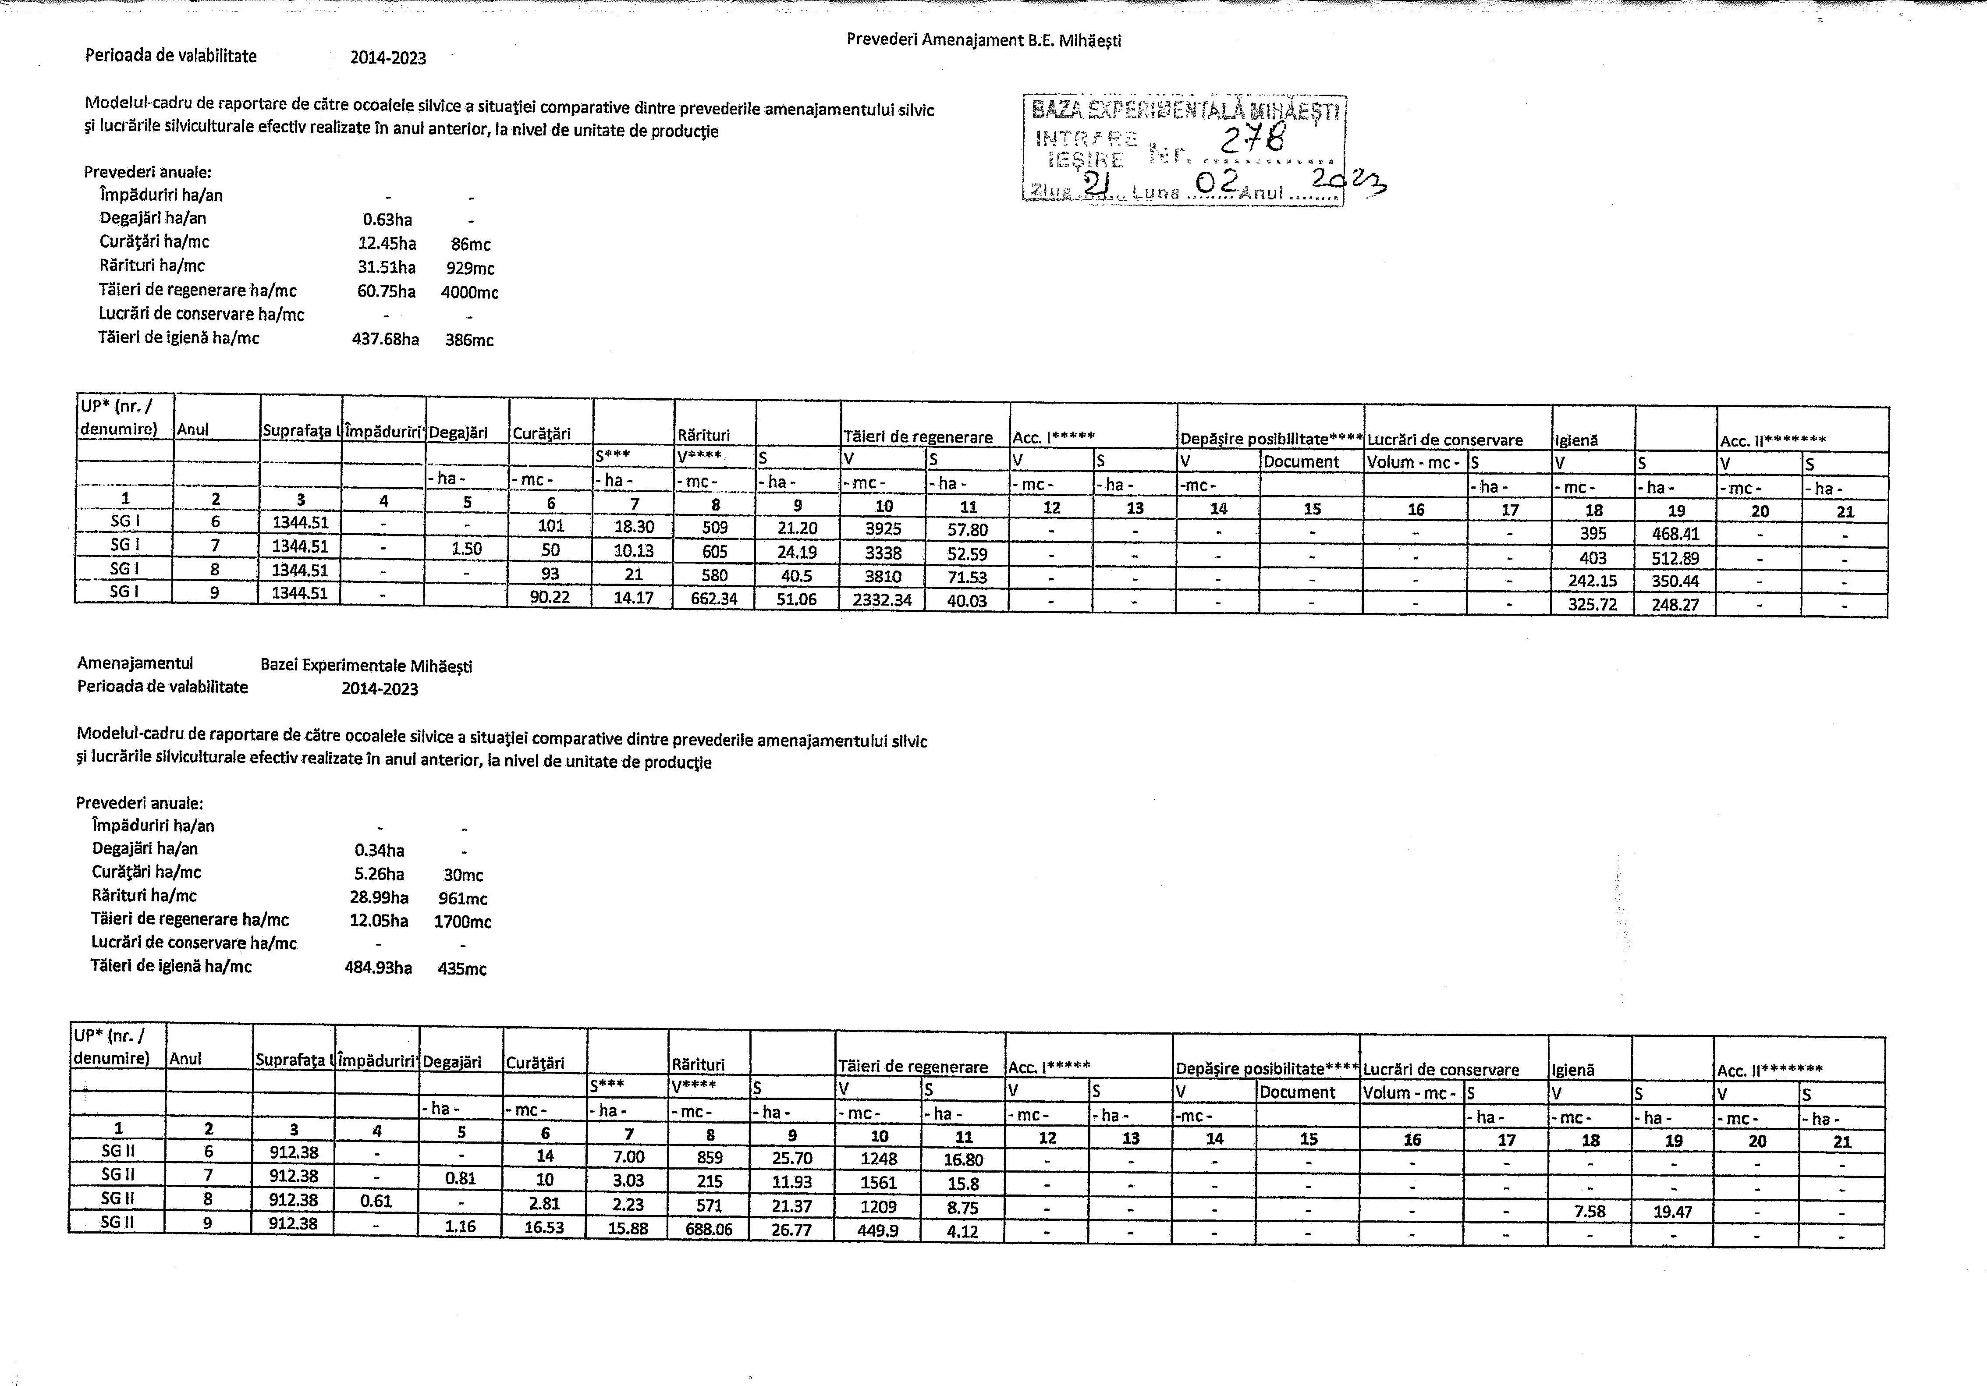 Prevederi Amenajament B.E. Mihăești
Perioada de valabilitate 2014-2023
Modelul-cadru de raportare de către ocoalele silvice a situației comparative dintre prevederile amenajamentului silvic
și lucrările silviculturale efectiv realizate în anul anterior, la nivel de unitate de producție
BAZA EXPERIMENTALĂ MIHĂEȘTI
INTRARE
IEȘIRE Nr. 278
Ziua 21 Luna 02 Anul 2023
Prevederi anuale:
Împăduriri ha/an - -
Degajări ha/an 0.63ha -
Curățări ha/mc 12.45ha 86mc
Rărituri ha/mc 31.51ha 929mc
Tăieri de regenerare ha/mc 60.75ha 4000mc
Lucrări de conservare ha/mc - -
Tăieri de igienă ha/mc 437.68ha 386mc
UP* (nr. /
denumire) Anul Suprafața Împăduriri* Degajări Curățări Rărituri Tăieri de regenerare Acc. I***** Depășire posibilitate**** Lucrări de conservare Igienă Acc. II*******
S*** V**** S V S V S V Document Volum - mc - S V S V S
- ha - - mc - - ha - - mc - - ha - - mc - - ha - - mc - - ha - -mc - - ha - - mc - - ha - - mc - - ha -
1 2 3 4 5 6 7 8 9 10 11 12 13 14 15 16 17 18 19 20 21
SG I 6 1344.51 - - 101 18.30 509 21.20 3925 57.80 - - - - - - 395 468.41 - -
SG I 7 1344.51 - 1.50 50 10.13 605 24.19 3338 52.59 - - - - - - 403 512.89 - -
SG I 8 1344.51 - - 93 21 580 40.5 3810 71.53 - - - - - - 242.15 350.44 - -
SG I 9 1344.51 - 90.22 14.17 662.34 51.06 2332.34 40.03 - - - - - - 325.72 248.27 - -
Amenajamentul Bazei Experimentale Mihăești
Perioada de valabilitate 2014-2023
Modelul-cadru de raportare de către ocoalele silvice a situației comparative dintre prevederile amenajamentului silvic
și lucrările silviculturale efectiv realizate în anul anterior, la nivel de unitate de producție
Prevederi anuale:
Împăduriri ha/an - -
Degajări ha/an 0.34ha -
Curățări ha/mc 5.26ha 30mc
Rărituri ha/mc 28.99ha 961mc
Tăieri de regenerare ha/mc 12.05ha 1700mc
Lucrări de conservare ha/mc - -
Tăieri de igienă ha/mc 484.93ha 435mc
UP* (nr. /
denumire) Anul Suprafața Împăduriri* Degajări Curățări Rărituri Tăieri de regenerare Acc. I***** Depășire posibilitate**** Lucrări de conservare Igienă Acc. II*******
S*** V**** S V S V S V Document Volum - mc - S V S V S
- ha - - mc - - ha - - mc - - ha - - mc - - ha - - mc - - ha - -mc - - ha - - mc - - ha - - mc - - ha -
1 2 3 4 5 6 7 8 9 10 11 12 13 14 15 16 17 18 19 20 21
SG II 6 912.38 - - 14 7.00 859 25.70 1248 16.80 - - - - - - - - - -
SG II 7 912.38 - 0.81 10 3.03 215 11.93 1561 15.8 - - - - - - - - - -
SG II 8 912.38 0.61 - 2.81 2.23 571 21.37 1209 8.75 - - - - - - 7.58 19.47 - -
SG II 9 912.38 - 1.16 16.53 15.88 688.06 26.77 449.9 4.12 - - - - - - - - - -